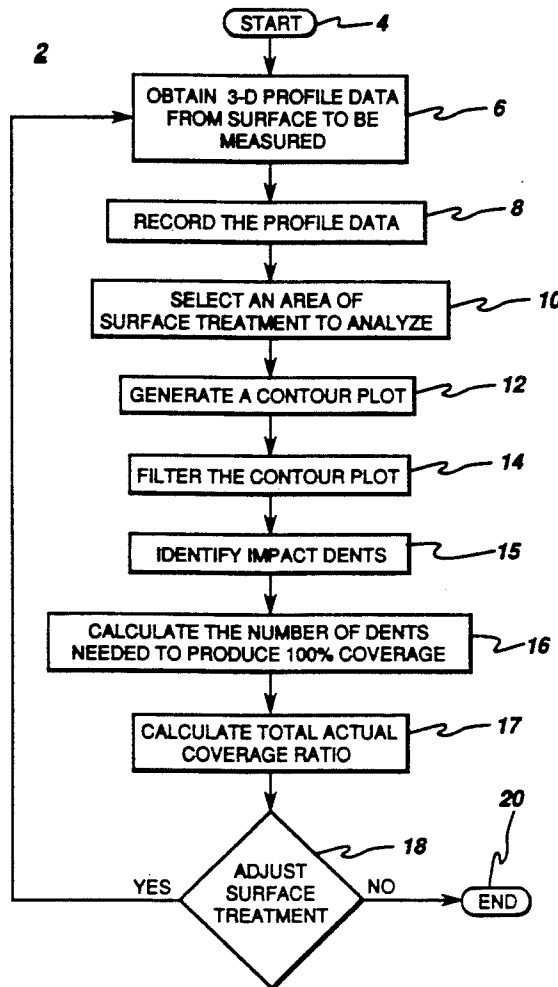 START
4
2
OBTAIN 3-D PROFILE DATA
FROM SURFACE TO BE
MEASURED
6
RECORD THE PROFILE DATA
8
SELECT AN AREA OF
SURFACE TREATMENT TO ANALYZE
10
GENERATE A CONTOUR PLOT
12
FILTER THE CONTOUR PLOT
14
IDENTIFY IMPACT DENTS
15
CALCULATE THE NUMBER OF DENTS
NEEDED TO PRODUCE 100% COVERAGE
16
CALCULATE TOTAL ACTUAL
COVERAGE RATIO
17
18
20
YES
ADJUST
SURFACE
TREATMENT
NO
END